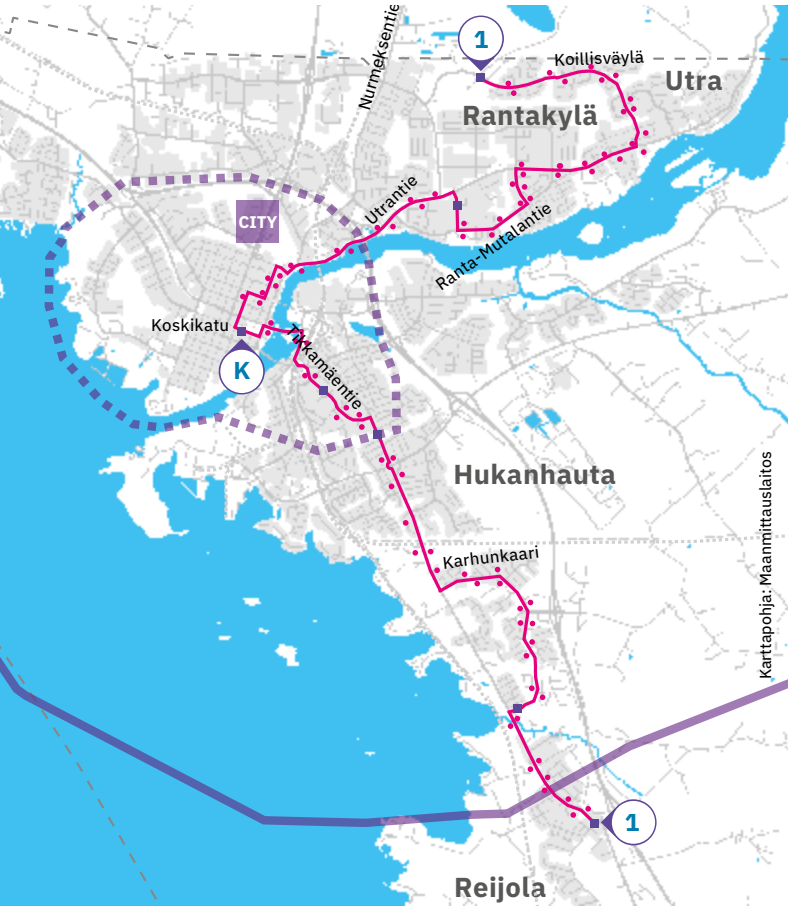 1
Koillisväylä
Utra
Nurmeksentie
Rantakylä
CITY
Utrantie
Ranta-Mutalantie
Koskikatu
Tikkamäentie
K
Hukanhauta
Karttapohja: Maanmittauslaitos
Karhunkaari
1
Reijola